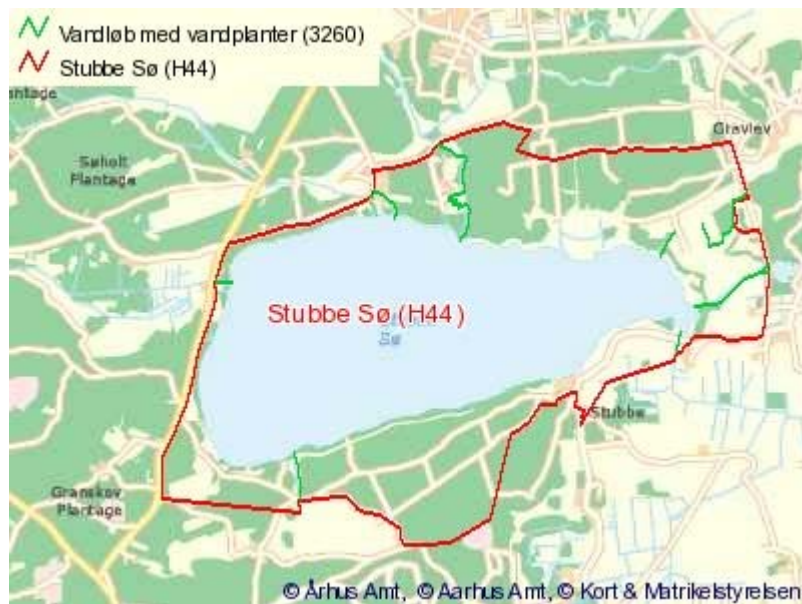 Vandløb med vandplanter (3260)
Stubbe Sø (H44)
Gravlev
Søholt
Plantage
Stubbe Sø (H44)
Sø
Stubbe
Granskov
Plantage
© Århus Amt, © Aarhus Amt, © Kort & Matrikelstyrelsen